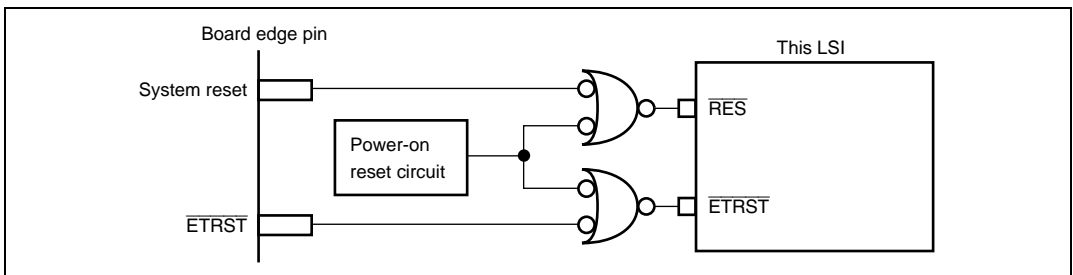 Board edge pin
This LSI
System reset
RES
Power-on
reset circuit
ETRST
ETRST